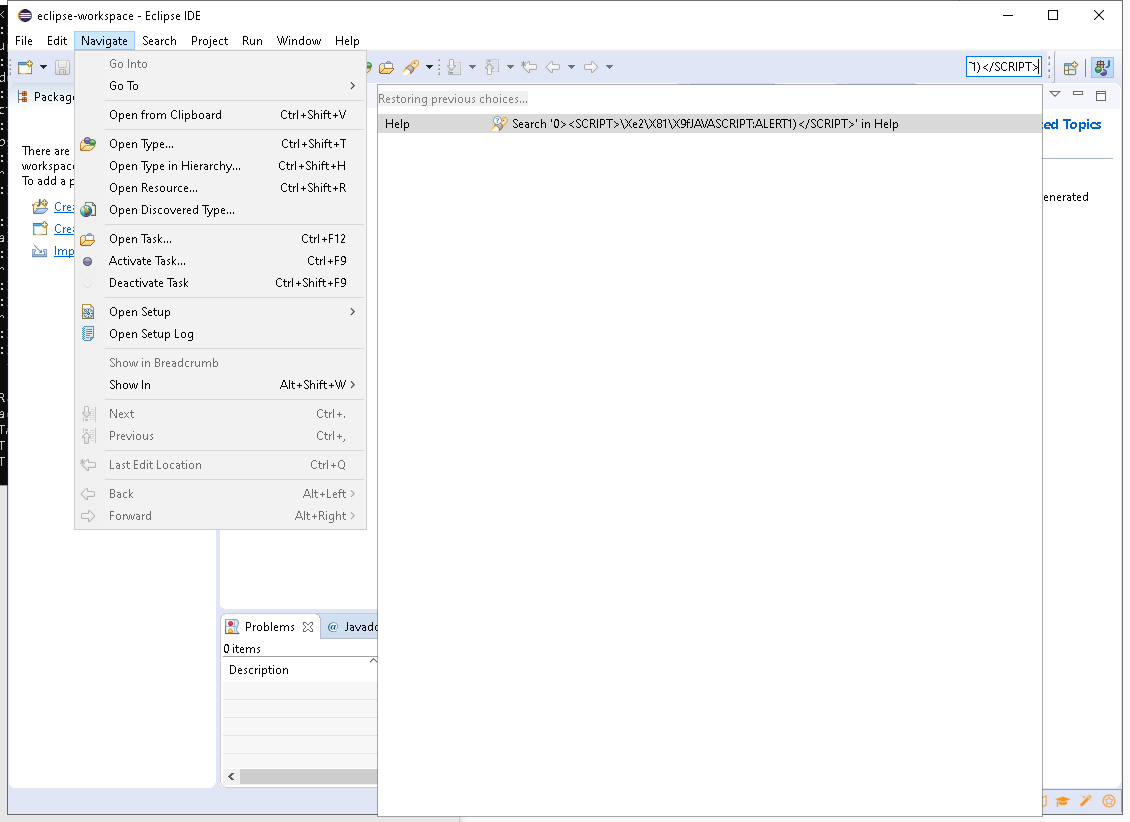 eclipse-workspace - Eclipse IDE
File Edit Navigate Search Project Run Window Help
1)</SCRIPT>
Package
There are
workspace
To add a p
Crea
Crea
Imp
Go Into
Go To
Open from Clipboard Ctrl+Shift+V
Open Type... Ctrl+Shift+T
Open Type in Hierarchy... Ctrl+Shift+H
Open Resource... Ctrl+Shift+R
Open Discovered Type...
Open Task... Ctrl+F12
Activate Task... Ctrl+F9
Deactivate Task Ctrl+Shift+F9
Open Setup
Open Setup Log
Show in Breadcrumb
Show In Alt+Shift+W
Next Ctrl+.
Previous Ctrl+,
Last Edit Location Ctrl+Q
Back Alt+Left
Forward Alt+Right
Restoring previous choices...
Help Search '0><SCRIPT>\Xe2\X81\X9fJAVASCRIPT:ALERT1)</SCRIPT>' in Help
ed Topics
enerated
Problems @ Javado
0 items
Description